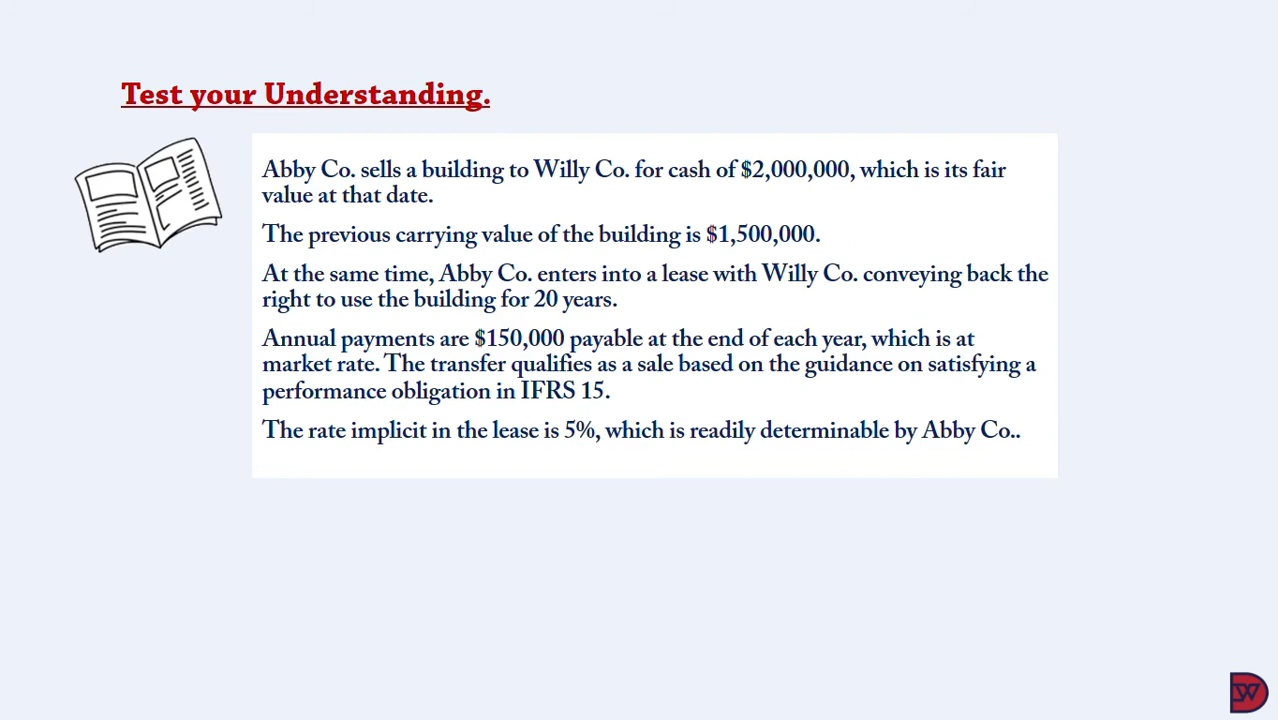 Test your Understanding.
Abby Co. sells a building to Willy Co. for cash of $2,000,000, which is its fair
value at that date.
The previous carrying value of the building is $1,500,000.
At the same time, Abby Co. enters into a lease with Willy Co. conveying back the
right to use the building for 20 years.
Annual payments are $150,000 payable at the end of each year, which is at
market rate. The transfer qualifies as a sale based on the guidance on satisfying a
performance obligation in IFRS 15.
The rate implicit in the lease is 5%, which is readily determinable by Abby Co..
DW